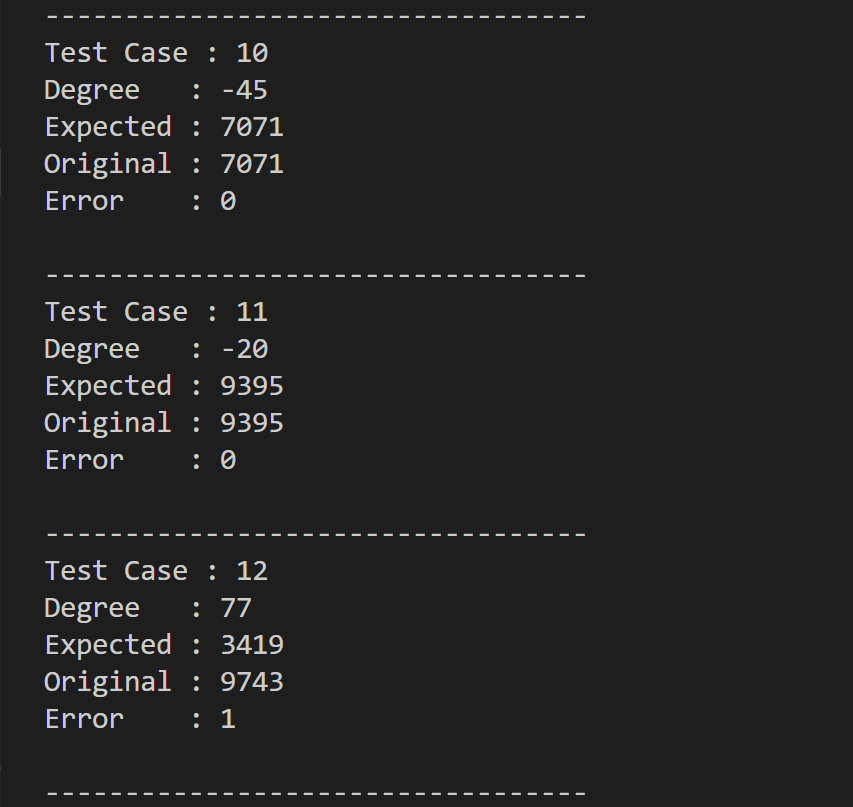 ----------------------------------
Test Case : 10
Degree   : -45
Expected : 7071
Original : 7071
Error    : 0
----------------------------------
Test Case : 11
Degree   : -20
Expected : 9395
Original : 9395
Error    : 0
----------------------------------
Test Case : 12
Degree   : 77
Expected : 3419
Original : 9743
Error    : 1
----------------------------------